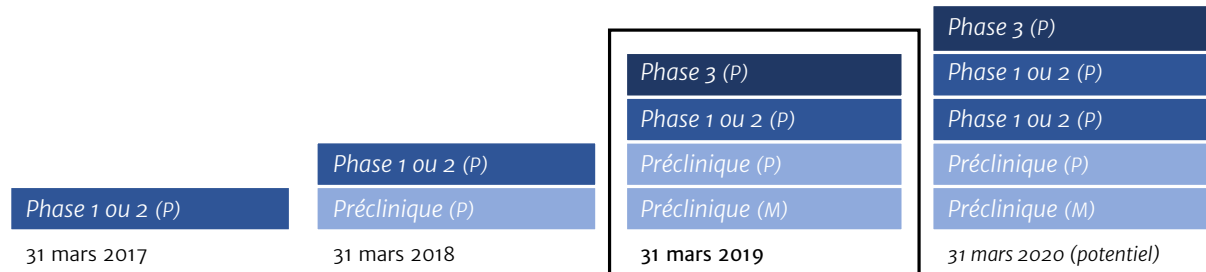 Phase 1 ou 2 (P)
31 mars 2017
Phase 1 ou 2 (P)
Préclinique (P)
31 mars 2018
Phase 3 (P)
Phase 1 ou 2 (P)
Préclinique (P)
Préclinique (M)
31 mars 2019
Phase 3 (P)
Phase 1 ou 2 (P)
Phase 1 ou 2 (P)
Préclinique (P)
Préclinique (M)
31 mars 2020 (potentiel)